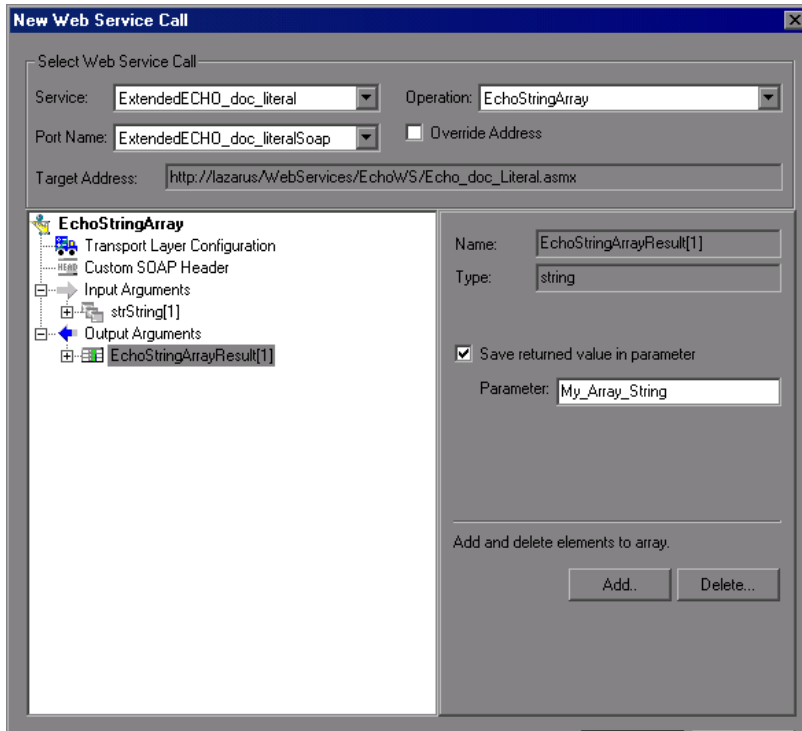 New Web Service Call
Select Web Service Call
Service: ExtendedECHO_doc_literal Operation: EchoStringArray
Port Name: ExtendedECHO_doc_literalSoap Override Address
Target Address: http://lazarus/WebServices/EchoWS/Echo_doc_Literal.asmx
EchoStringArray
Transport Layer Configuration
HEAD Custom SOAP Header
Input Arguments
strString[1]
Output Arguments
EchoStringArrayResult[1]
Name: EchoStringArrayResult[1]
Type: string
Save returned value in parameter
Parameter: My_Array_String
Add and delete elements to array.
Add.. Delete...